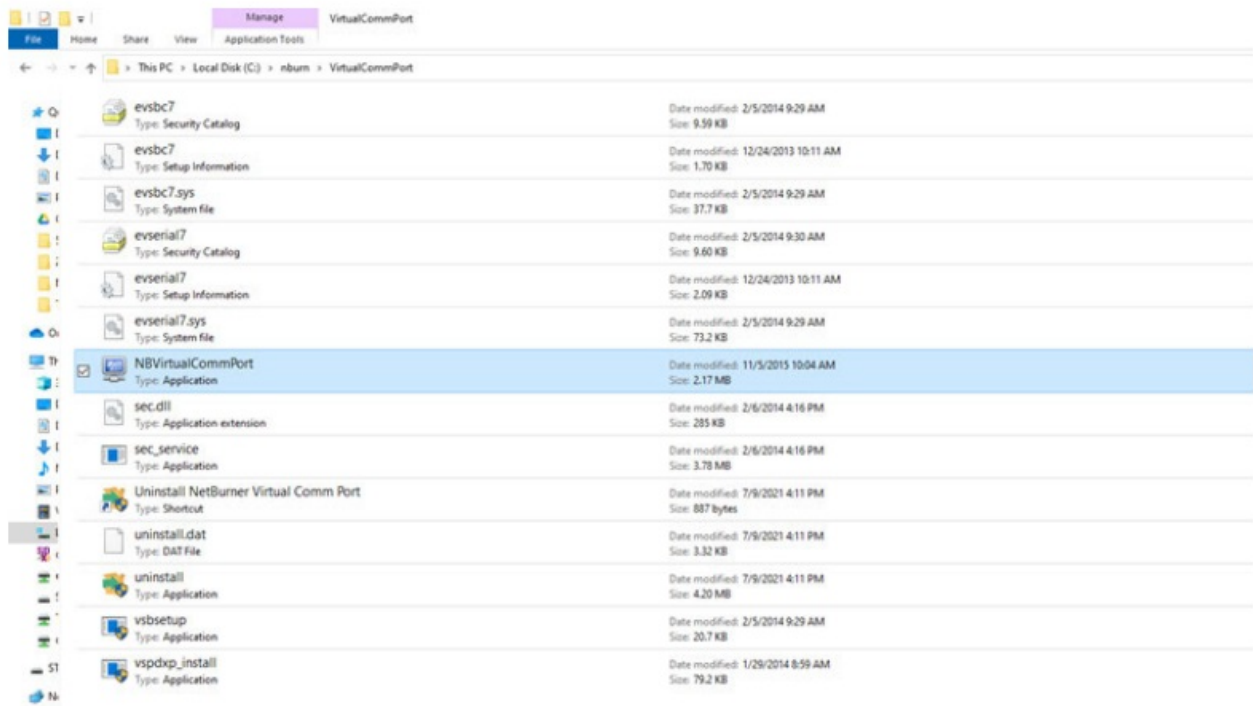 Manage VirtualCommPort
File Home Share View Application Tools
This PC > Local Disk (C:) > nburn > VirtualCommPort
evsbc7 Date modified: 2/5/2014 9:29 AM
Type: Security Catalog Size: 9.59 KB
evsbc7 Date modified: 12/24/2013 10:11 AM
Type: Setup Information Size: 1.70 KB
evsbc7.sys Date modified: 2/5/2014 9:29 AM
Type: System file Size: 37.7 KB
evserial7 Date modified: 2/5/2014 9:30 AM
Type: Security Catalog Size: 9.60 KB
evserial7 Date modified: 12/24/2013 10:11 AM
Type: Setup Information Size: 2.09 KB
evserial7.sys Date modified: 2/5/2014 9:29 AM
Type: System file Size: 73.2 KB
NBVirtualCommPort Date modified: 11/5/2015 10:04 AM
Type: Application Size: 2.17 MB
sec.dll Date modified: 2/6/2014 4:16 PM
Type: Application extension Size: 285 KB
sec_service Date modified: 2/6/2014 4:16 PM
Type: Application Size: 3.78 MB
Uninstall NetBurner Virtual Comm Port Date modified: 7/9/2021 4:11 PM
Type: Shortcut Size: 887 bytes
uninstall.dat Date modified: 7/9/2021 4:11 PM
Type: DAT File Size: 3.32 KB
uninstall Date modified: 7/9/2021 4:11 PM
Type: Application Size: 4.20 MB
vsbsetup Date modified: 2/5/2014 9:29 AM
Type: Application Size: 20.7 KB
vspdxp_install Date modified: 1/29/2014 8:59 AM
Type: Application Size: 79.2 KB